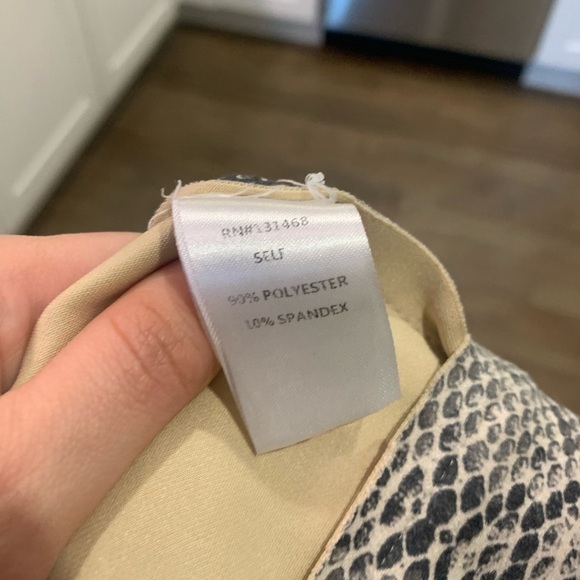 RN#131468
SELF
90% POLYESTER
10% SPANDEX